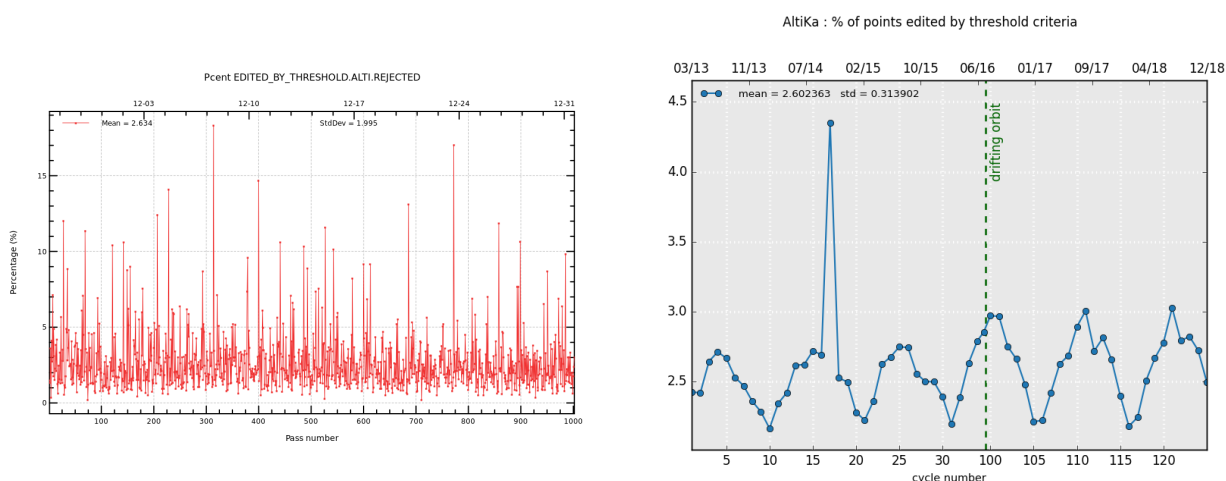 Pcent EDITED_BY_THRESHOLD.ALTI.REJECTED
12-03 12-10 12-17 12-24 12-31
Mean = 2.634 StdDev = 1.995
Percentage (%)
15
10
5
0
100 200 300 400 500 600 700 800 900 1000
Pass number
AltiKa : % of points edited by threshold criteria
03/13 11/13 07/14 02/15 10/15 06/16 01/17 09/17 04/18 12/18
mean = 2.602363 std = 0.313902
4.5
4.0
3.5
3.0
2.5
drifting orbit
5 10 15 20 25 30 100 105 110 115 120
cycle number